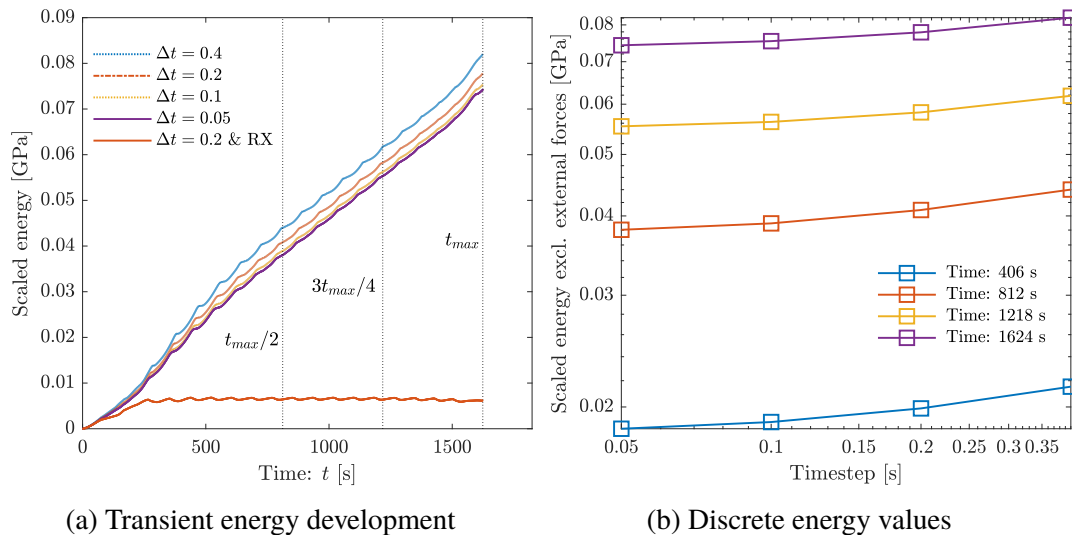 Scaled energy [GPa]
0.09
0.08
0.07
0.06
0.05
0.04
0.03
0.02
0.01
0
Δt = 0.4
Δt = 0.2
Δt = 0.1
Δt = 0.05
Δt = 0.2 & RX
t_max
3t_max/4
t_max/2
0
500
1000
1500
Time: t [s]
(a) Transient energy development
Scaled energy excl. external forces [GPa]
0.08
0.06
0.05
0.04
0.03
0.02
Time: 406 s
Time: 812 s
Time: 1218 s
Time: 1624 s
0.05
0.1
0.15
0.2
0.25
0.3
0.35
Timestep [s]
(b) Discrete energy values